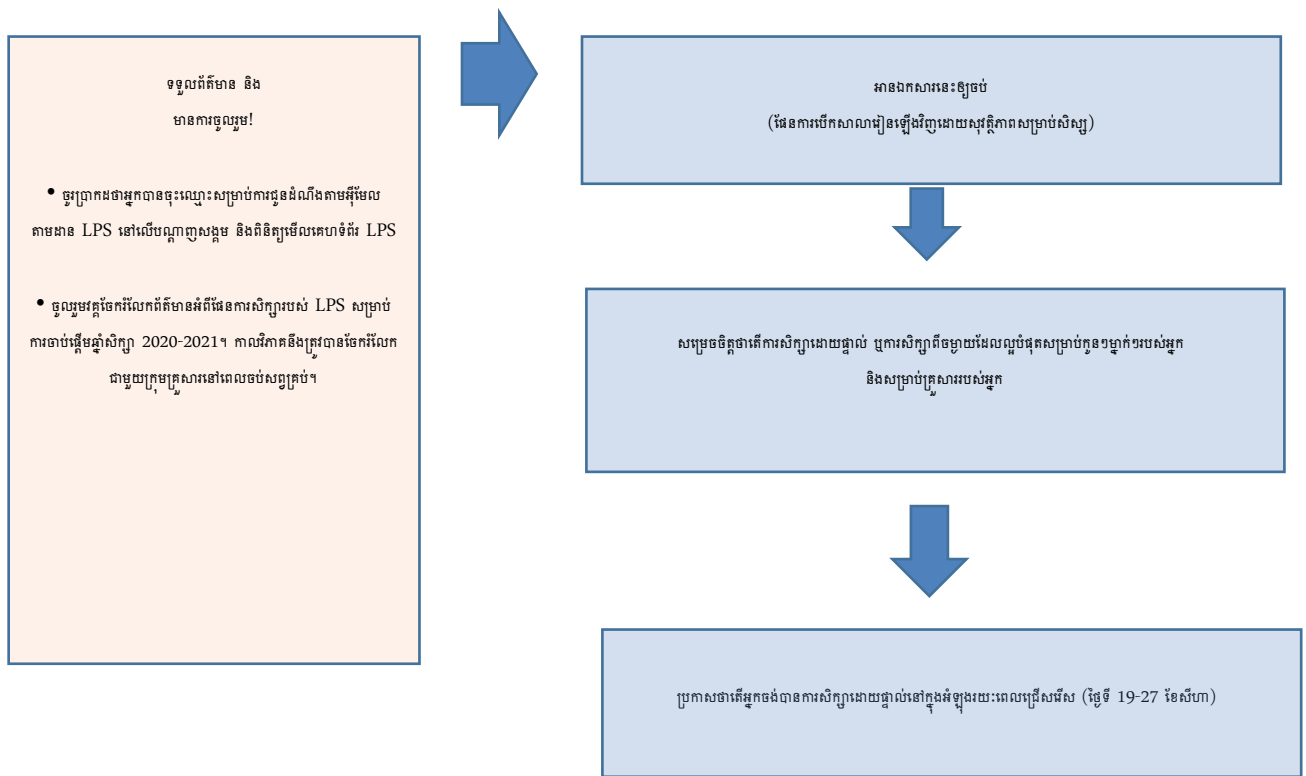 ទទួលព័ត៌មាន និង
មានការចូលរួម!
• ចូរប្រាកដថាអ្នកបានចុះឈ្មោះសម្រាប់ការជូនដំណឹងតាមអ៊ីមែល
តាមដាន LPS នៅលើបណ្តាញសង្គម និងពិនិត្យមើលគេហទំព័រ LPS
• ចូលរួមវគ្គចែករំលែកព័ត៌មានអំពីផែនការសិក្សារបស់ LPS សម្រាប់
ការចាប់ផ្តើមឆ្នាំសិក្សា 2020-2021។ កាលវិភាគនឹងត្រូវបានចែករំលែក
ជាមួយក្រុមគ្រួសារនៅពេលចប់សព្វគ្រប់។
អានឯកសារនេះឲ្យចប់
(ផែនការបើកសាលារៀនឡើងវិញដោយសុវត្ថិភាពសម្រាប់សិស្ស)
សម្រេចចិត្តថាតើការសិក្សាដោយផ្ទាល់ ឬការសិក្សាពីចម្ងាយដែលល្អបំផុតសម្រាប់កូនៗម្នាក់ៗរបស់អ្នក
និងសម្រាប់គ្រួសាររបស់អ្នក
ប្រកាសថាតើអ្នកចង់បានការសិក្សាដោយផ្ទាល់នៅក្នុងអំឡុងរយៈពេលជ្រើសរើស (ថ្ងៃទី 19-27 ខែសីហា)